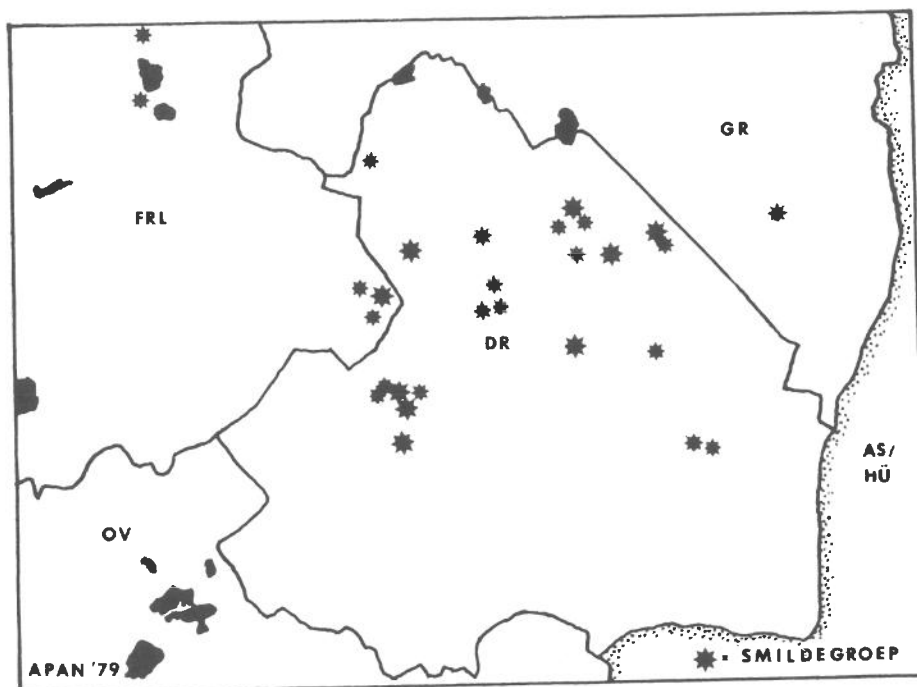 GR
FRL
DR
AS/
HÜ
OV
APAN '79
= SMILDEGROEP